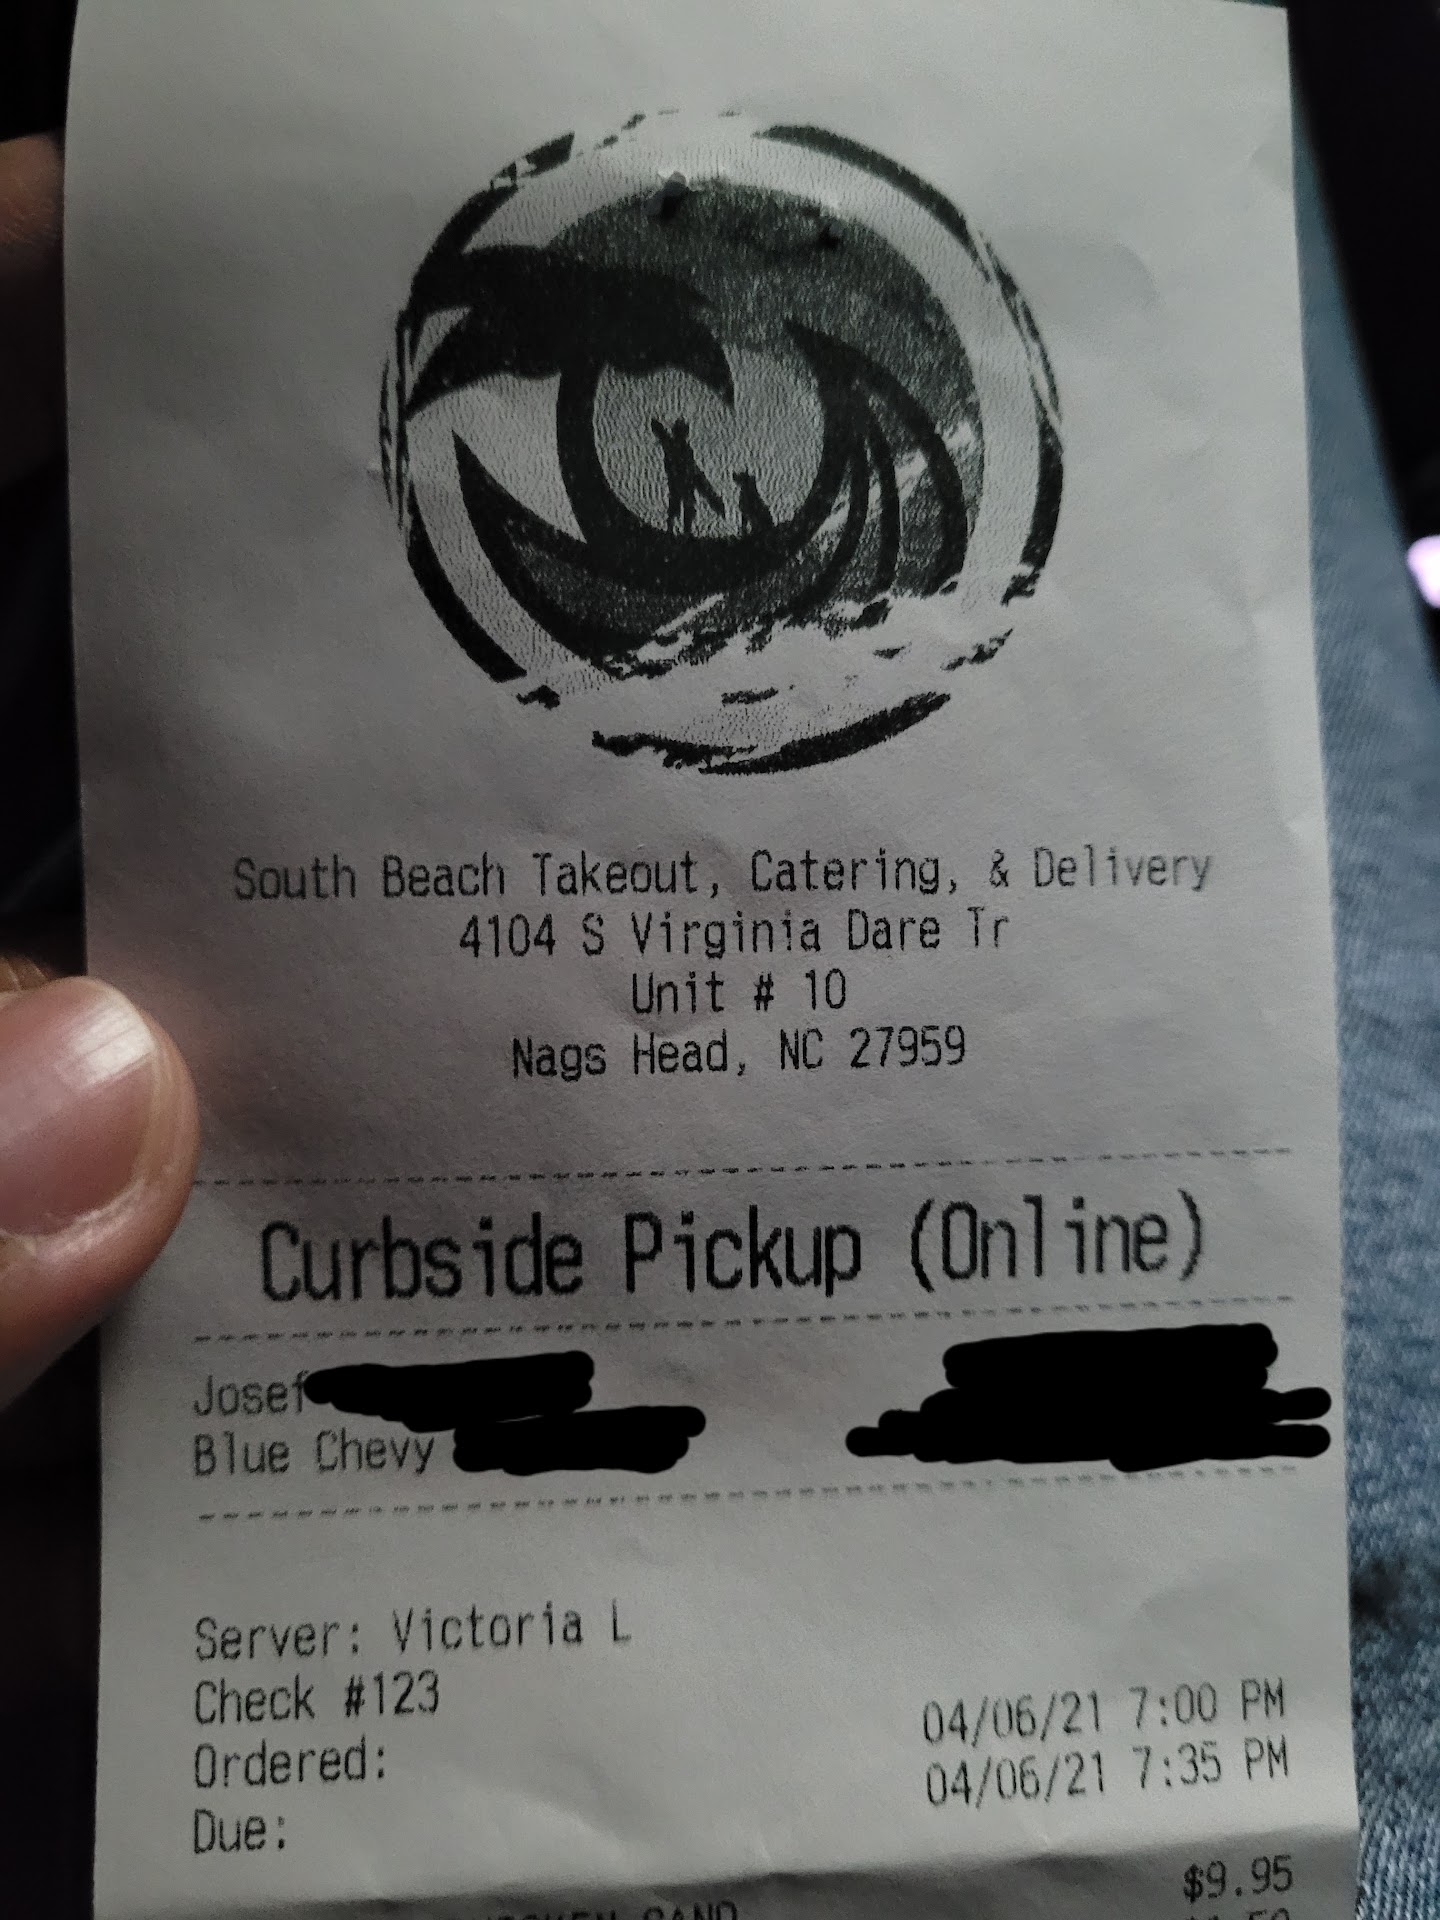 South Beach Takeout, Catering, & Delivery
4104 S Virginia Dare Tr
Unit # 10
Nags Head, NC 27959
Curbside Pickup (Online)
Josef
Blue Chevy
Server: Victoria L
Check #123
Ordered: 04/06/21 7:00 PM
Due: 04/06/21 7:35 PM
$9.95